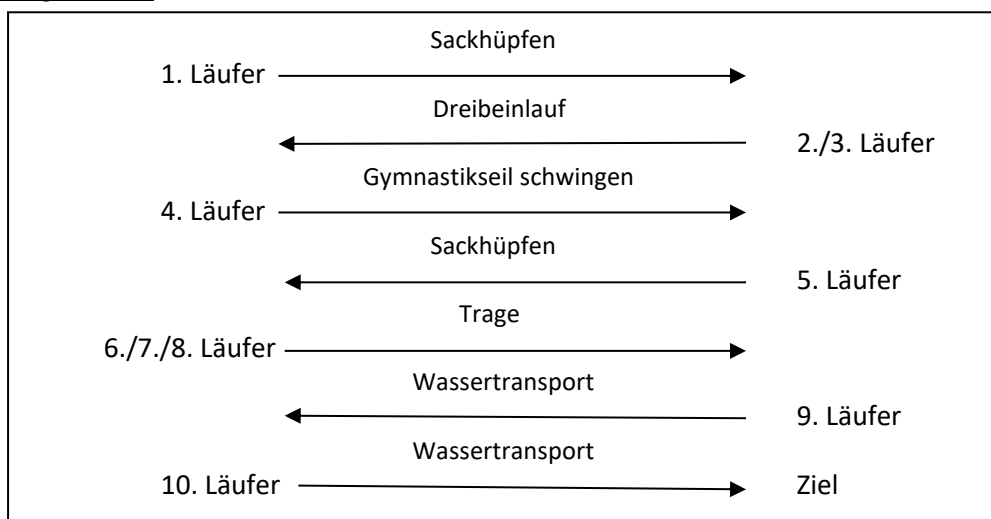 Sackhüpfen
1. Läufer
Dreibeinlauf
2./3. Läufer
Gymnastikseil schwingen
4. Läufer
Sackhüpfen
5. Läufer
Trage
6./7./8. Läufer
Wassertransport
9. Läufer
Wassertransport
10. Läufer Ziel